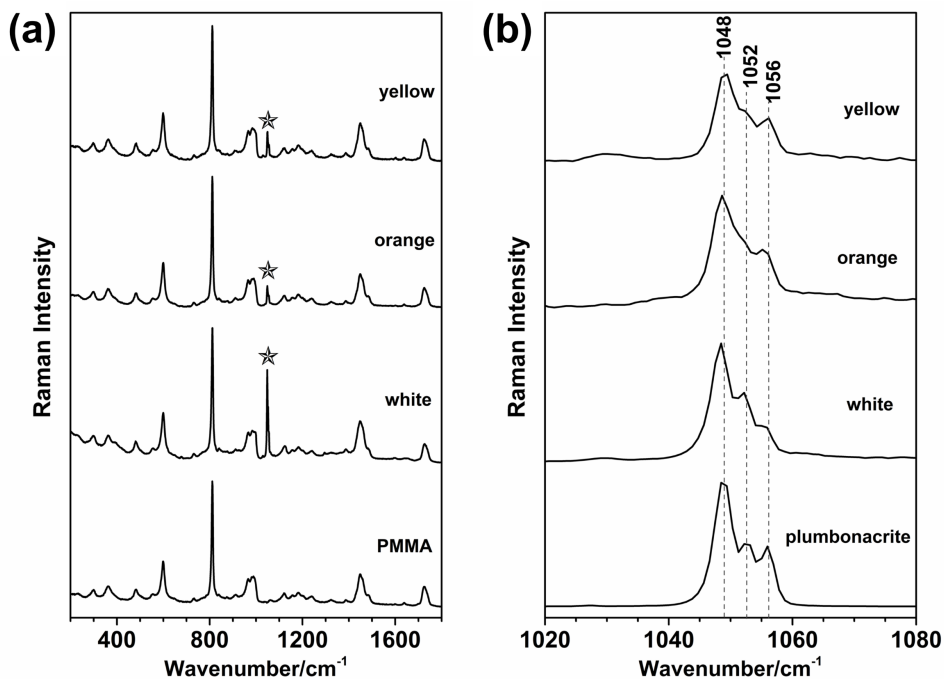 (a)
yellow
orange
white
PMMA
Raman Intensity
400 800 1200 1600
Wavenumber/cm⁻¹
(b)
1048
1052
1056
yellow
orange
white
plumbonacrite
Raman Intensity
1020 1040 1060 1080
Wavenumber/cm⁻¹